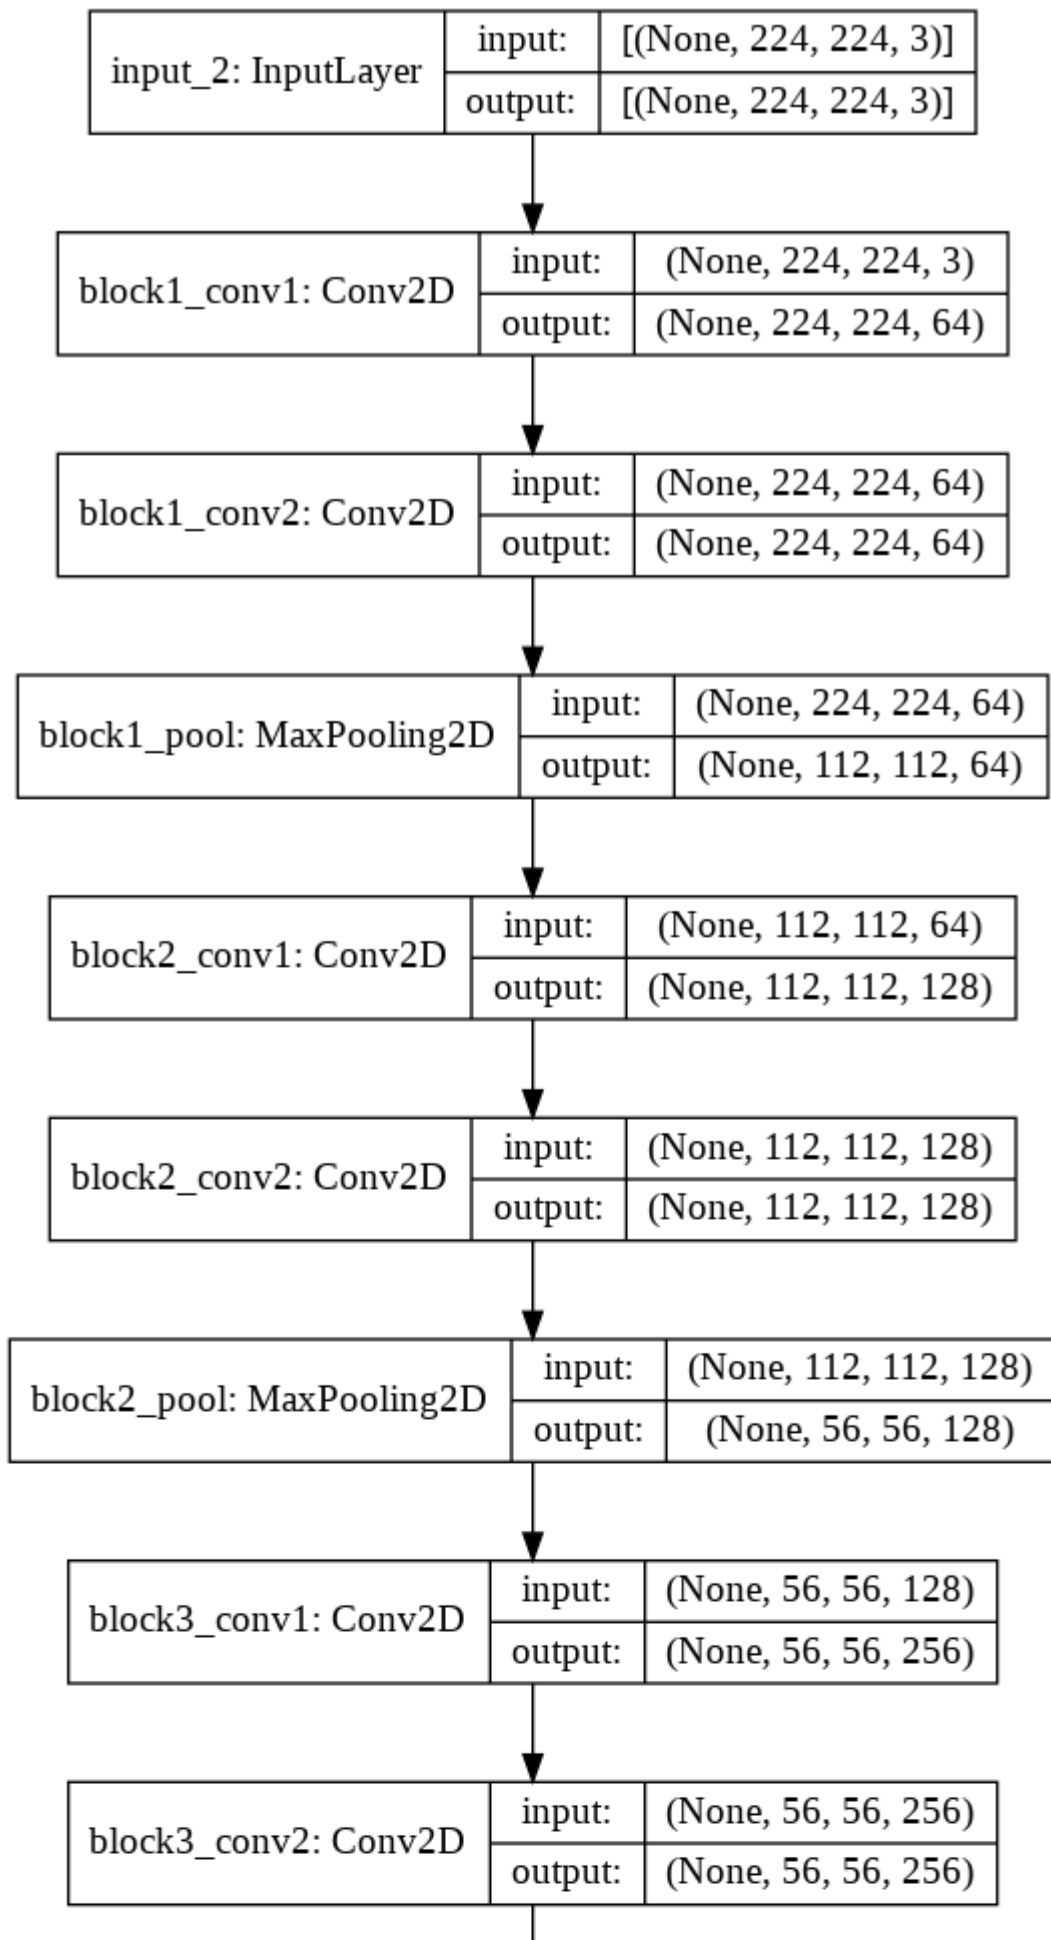 input_2: InputLayer
input: [(None, 224, 224, 3)]
output: [(None, 224, 224, 3)]
block1_conv1: Conv2D
input: (None, 224, 224, 3)
output: (None, 224, 224, 64)
block1_conv2: Conv2D
input: (None, 224, 224, 64)
output: (None, 224, 224, 64)
block1_pool: MaxPooling2D
input: (None, 224, 224, 64)
output: (None, 112, 112, 64)
block2_conv1: Conv2D
input: (None, 112, 112, 64)
output: (None, 112, 112, 128)
block2_conv2: Conv2D
input: (None, 112, 112, 128)
output: (None, 112, 112, 128)
block2_pool: MaxPooling2D
input: (None, 112, 112, 128)
output: (None, 56, 56, 128)
block3_conv1: Conv2D
input: (None, 56, 56, 128)
output: (None, 56, 56, 256)
block3_conv2: Conv2D
input: (None, 56, 56, 256)
output: (None, 56, 56, 256)